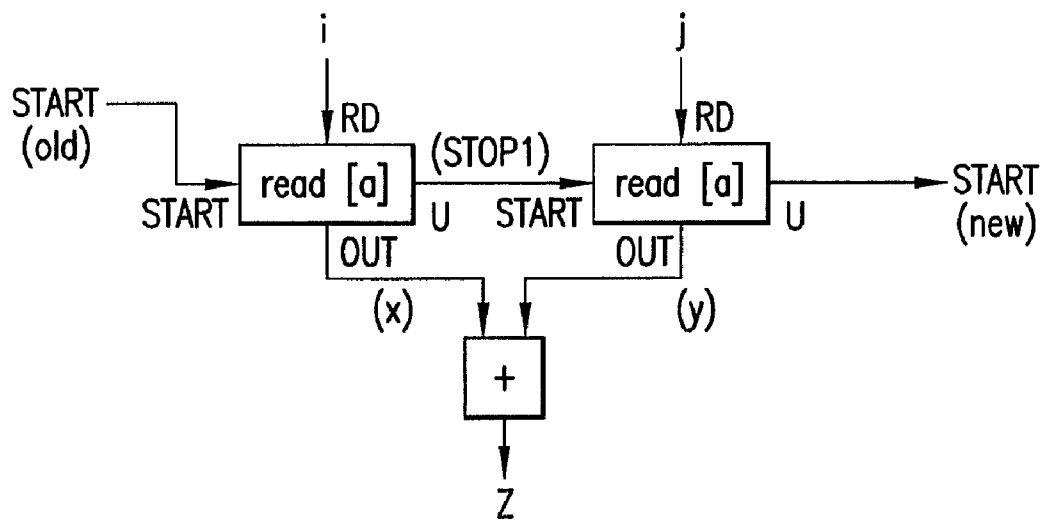 i
j
START
(old)
RD
RD
(STOP1)
read [a]
read [a]
START
(new)
START
U
START
U
OUT
OUT
(x)
(y)
+
Z